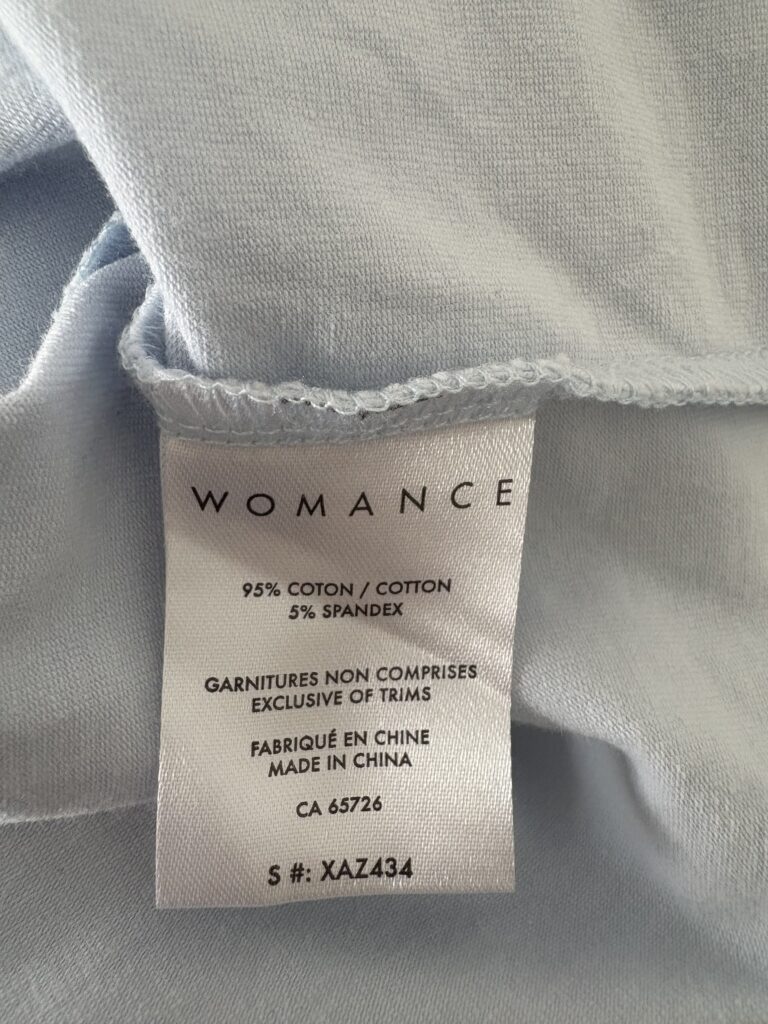 WOMANCE
95% COTON / COTTON
5% SPANDEX
GARNITURES NON COMPRISES
EXCLUSIVE OF TRIMS
FABRIQUÉ EN CHINE
MADE IN CHINA
CA 65726
S #: XAZ434